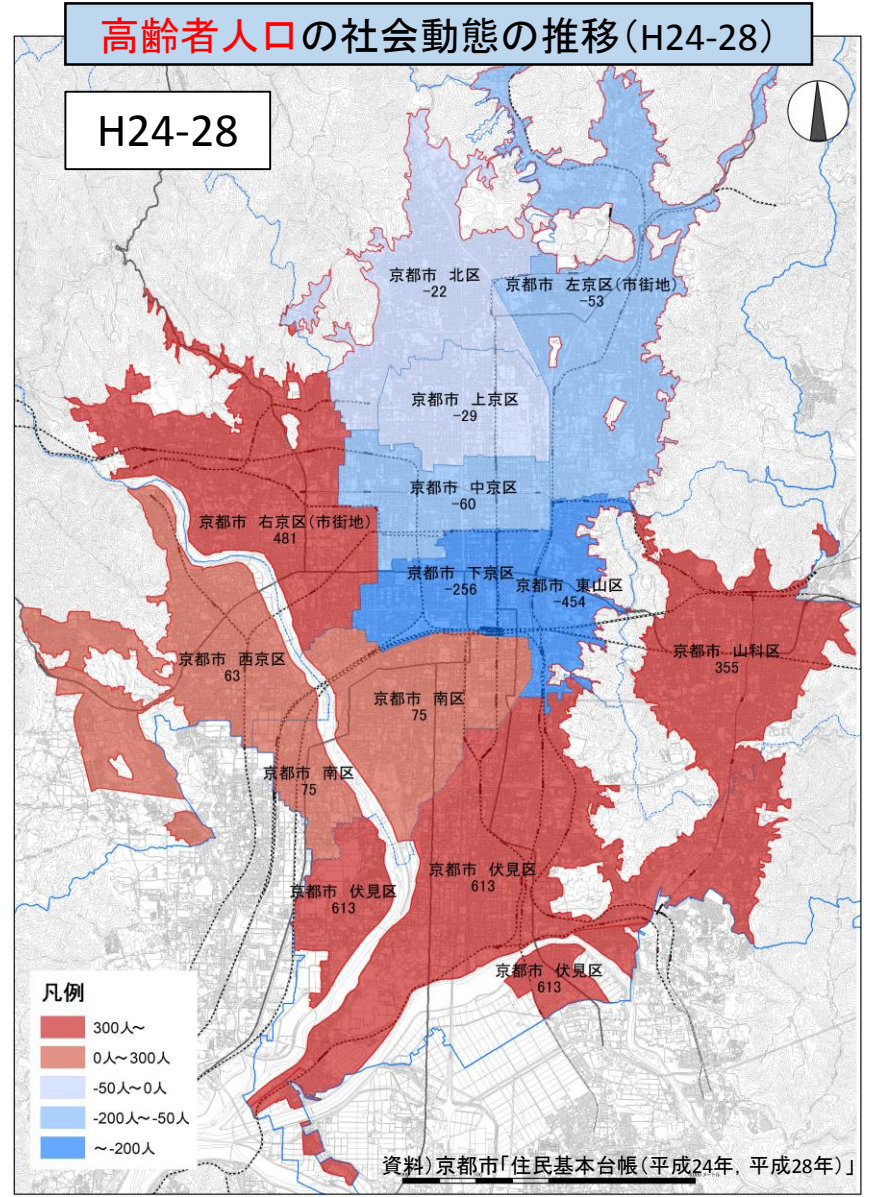 高齢者人口の社会動態の推移(H24-28)
H24-28
京都市 北区
-22
京都市 左京区(市街地)
-53
京都市 上京区
-29
京都市 中京区
-60
京都市 右京区(市街地)
481
京都市 下京区
-256
京都市 東山区
-454
京都市 西京区
63
京都市 山科区
355
京都市 南区
75
京都市 南区
75
京都市 伏見区
613
京都市 伏見区
613
京都市 伏見区
613
凡例
300人~
0人~300人
-50人~0人
-200人~-50人
~-200人
資料)京都市「住民基本台帳(平成24年, 平成28年)」